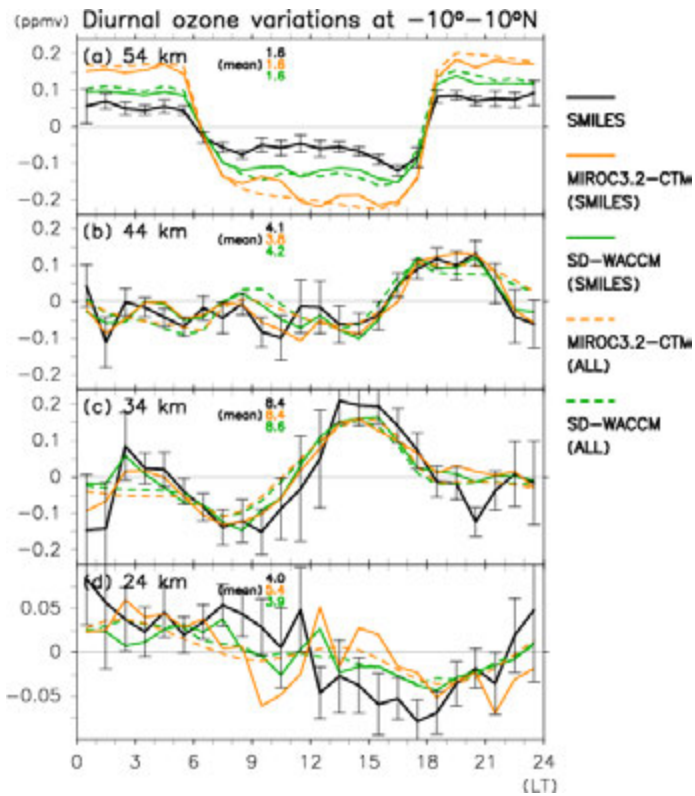 (ppmv) Diurnal ozone variations at −10º–10ºN
(a) 54 km
1.6
(mean) 1.8
1.6
0.2
0.1
0
−0.1
−0.2
SMILES
MIROC3.2−CTM
(SMILES)
SD−WACCM
(SMILES)
MIROC3.2−CTM
(ALL)
SD−WACCM
(ALL)
(b) 44 km
4.1
(mean) 3.8
4.2
0.2
0.1
0
−0.1
−0.2
(c) 34 km
8.4
(mean) 8.4
8.6
0.2
0.1
0
−0.1
−0.2
(d) 24 km
4.0
(mean) 5.4
3.9
0.05
0
−0.05
0 3 6 9 12 15 18 21 24
(LT)